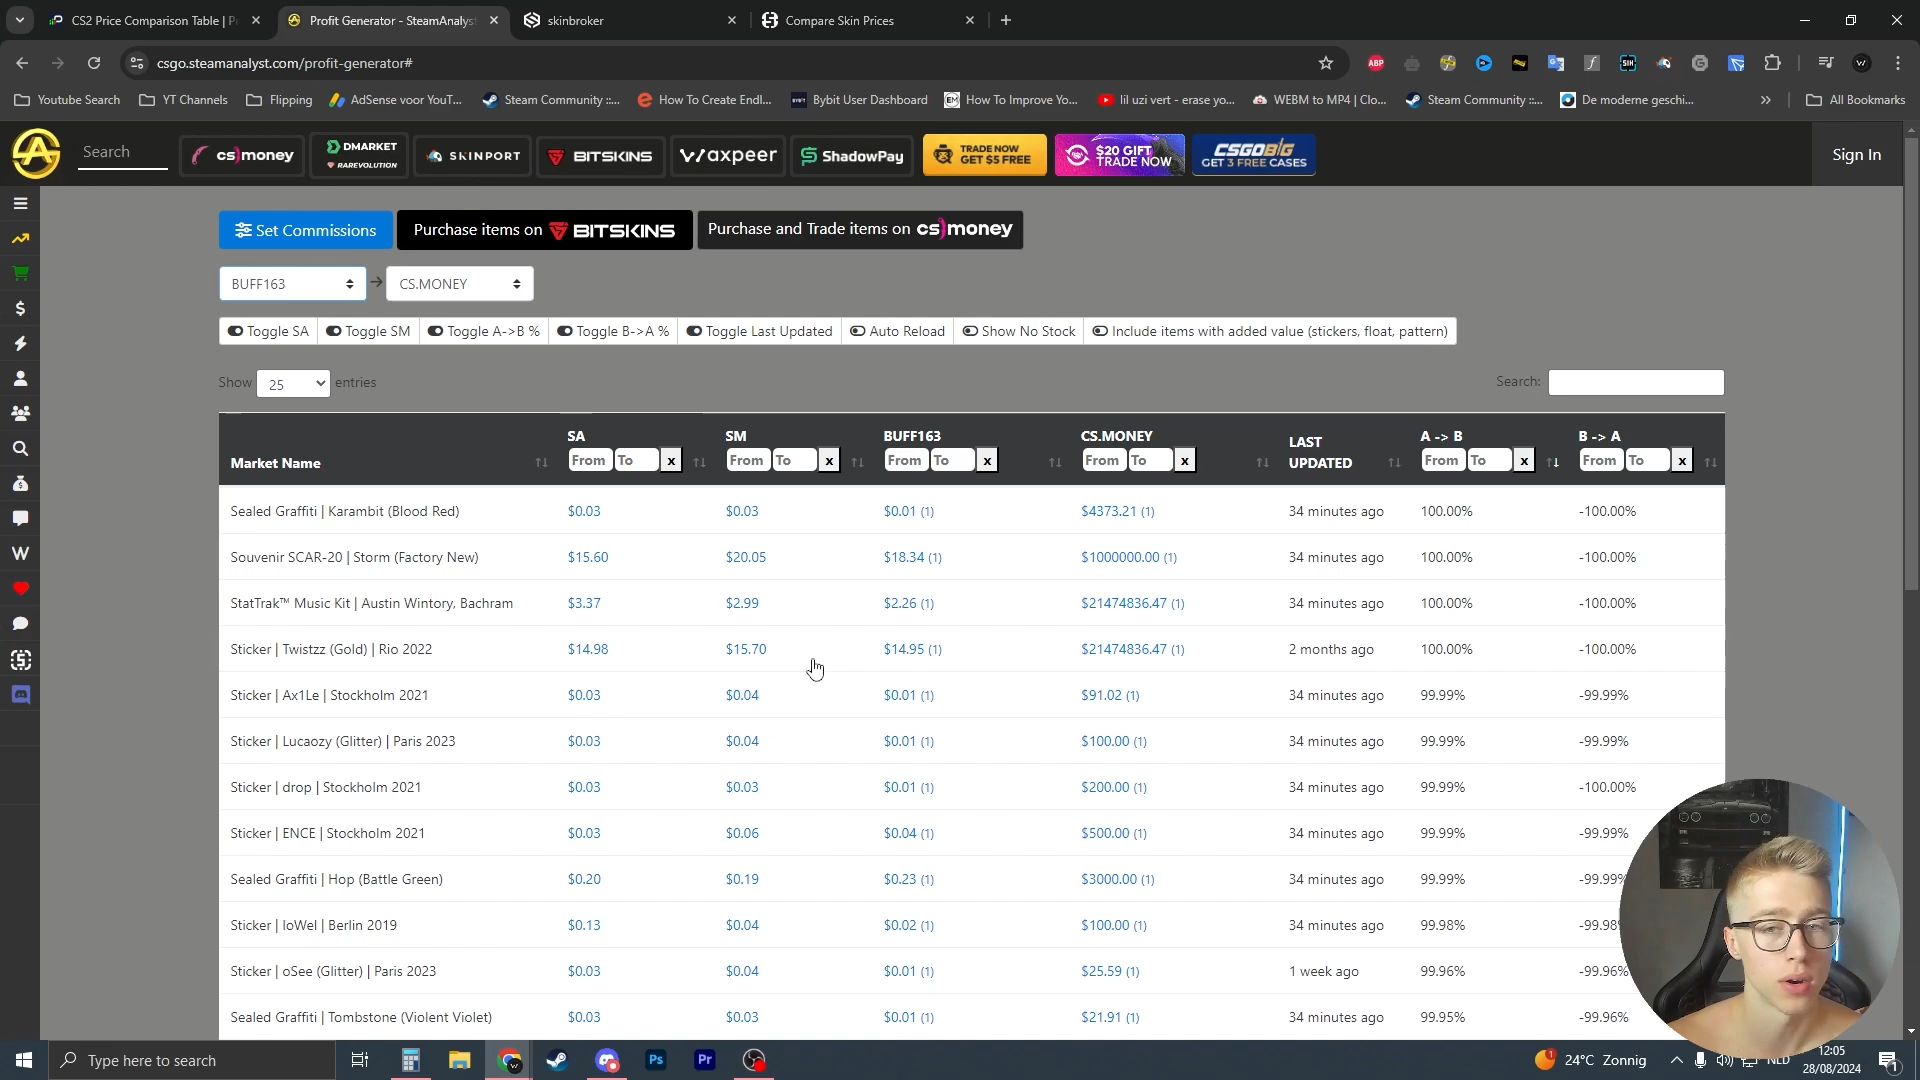 CS2 Price Comparison Table | P
Profit Generator - SteamAnalyst
skinbroker
Compare Skin Prices
csgo.steamanalyst.com/profit-generator#
ABP
SIH
W
Youtube Search
YT Channels
Flipping
AdSense voor YouT...
Steam Community ::...
How To Create Endl...
Bybit User Dashboard
How To Improve Yo...
lil uzi vert - erase yo...
WEBM to MP4 | Clo...
Steam Community ::...
De moderne geschi...
All Bookmarks
Search
cs)money
DMARKET
RAREVOLUTION
SKINPORT
BITSKINS
waxpeer
ShadowPay
TRADE NOW
GET $5 FREE
$20 GIFT
TRADE NOW
CSGOBIG
GET 3 FREE CASES
Sign In
Set Commissions
Purchase items on BITSKINS
Purchase and Trade items on cs)money
BUFF163
CS.MONEY
Toggle SA
Toggle SM
Toggle A->B %
Toggle B->A %
Toggle Last Updated
Auto Reload
Show No Stock
Include items with added value (stickers, float, pattern)
Show 25 entries
Search:
Market Name
SA
From To x
SM
From To x
BUFF163
From To x
CS.MONEY
From To x
LAST
UPDATED
A -> B
From To x
B -> A
From To x
Sealed Graffiti | Karambit (Blood Red) $0.03 $0.03 $0.01 (1) $4373.21 (1) 34 minutes ago 100.00% -100.00%
Souvenir SCAR-20 | Storm (Factory New) $15.60 $20.05 $18.34 (1) $1000000.00 (1) 34 minutes ago 100.00% -100.00%
StatTrak™ Music Kit | Austin Wintory, Bachram $3.37 $2.99 $2.26 (1) $21474836.47 (1) 34 minutes ago 100.00% -100.00%
Sticker | Twistzz (Gold) | Rio 2022 $14.98 $15.70 $14.95 (1) $21474836.47 (1) 2 months ago 100.00% -100.00%
Sticker | Ax1Le | Stockholm 2021 $0.03 $0.04 $0.01 (1) $91.02 (1) 34 minutes ago 99.99% -99.99%
Sticker | Lucaozy (Glitter) | Paris 2023 $0.03 $0.04 $0.01 (1) $100.00 (1) 34 minutes ago 99.99% -99.99%
Sticker | drop | Stockholm 2021 $0.03 $0.03 $0.01 (1) $200.00 (1) 34 minutes ago 99.99% -100.00%
Sticker | ENCE | Stockholm 2021 $0.03 $0.06 $0.04 (1) $500.00 (1) 34 minutes ago 99.99% -99.99%
Sealed Graffiti | Hop (Battle Green) $0.20 $0.19 $0.23 (1) $3000.00 (1) 34 minutes ago 99.99% -99.99%
Sticker | loWel | Berlin 2019 $0.13 $0.04 $0.02 (1) $100.00 (1) 34 minutes ago 99.98% -99.98%
Sticker | oSee (Glitter) | Paris 2023 $0.03 $0.04 $0.01 (1) $25.59 (1) 1 week ago 99.96% -99.96%
Sealed Graffiti | Tombstone (Violent Violet) $0.03 $0.03 $0.01 (1) $21.91 (1) 34 minutes ago 99.95% -99.96%
W
Type here to search
Ps
Pr
1
24°C Zonnig
NLD
12:05
28/08/2024
1